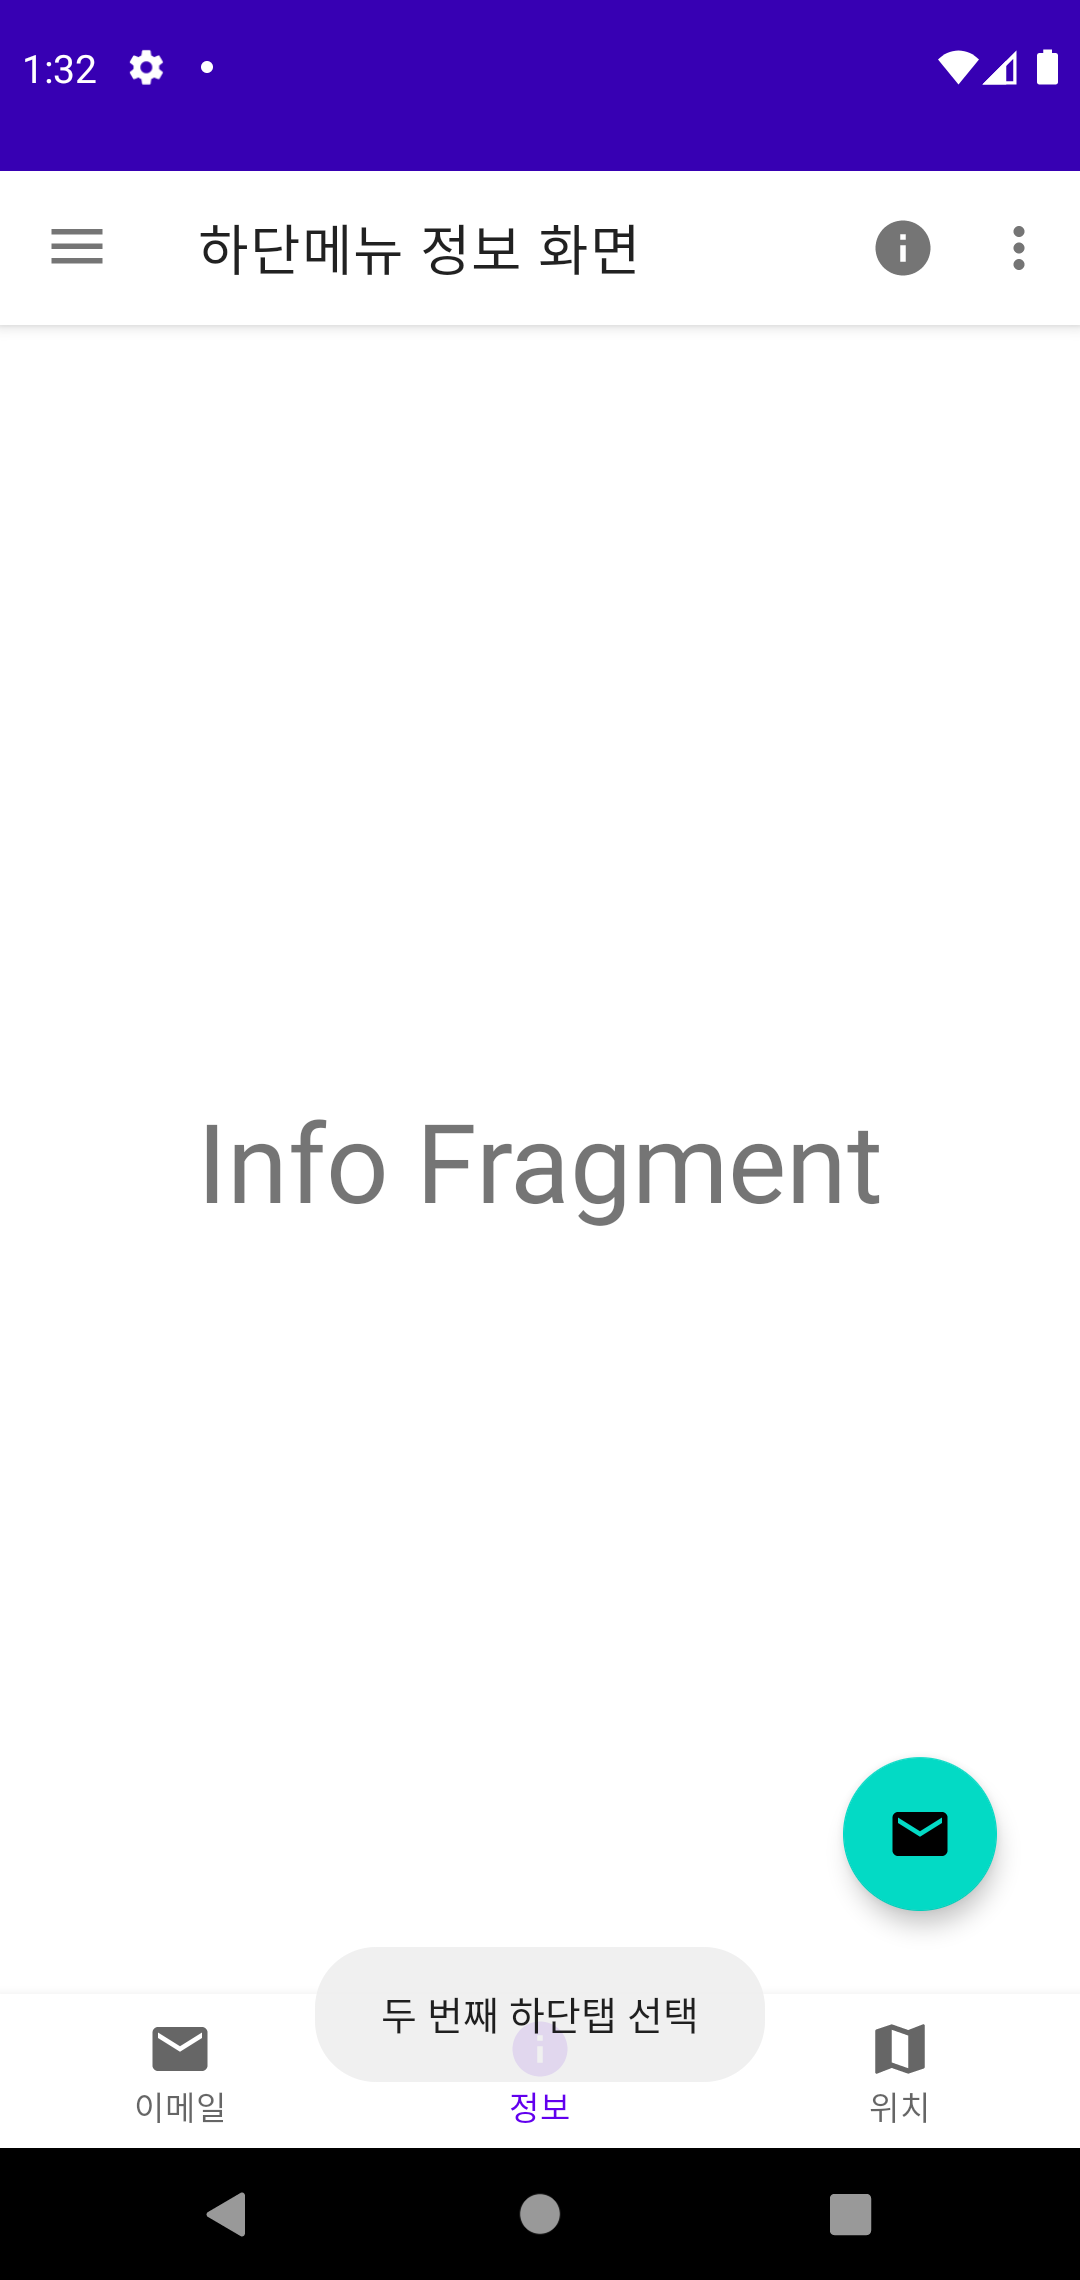 1:32
하단메뉴 정보 화면
Info Fragment
두 번째 하단탭 선택
이메일
정보
위치